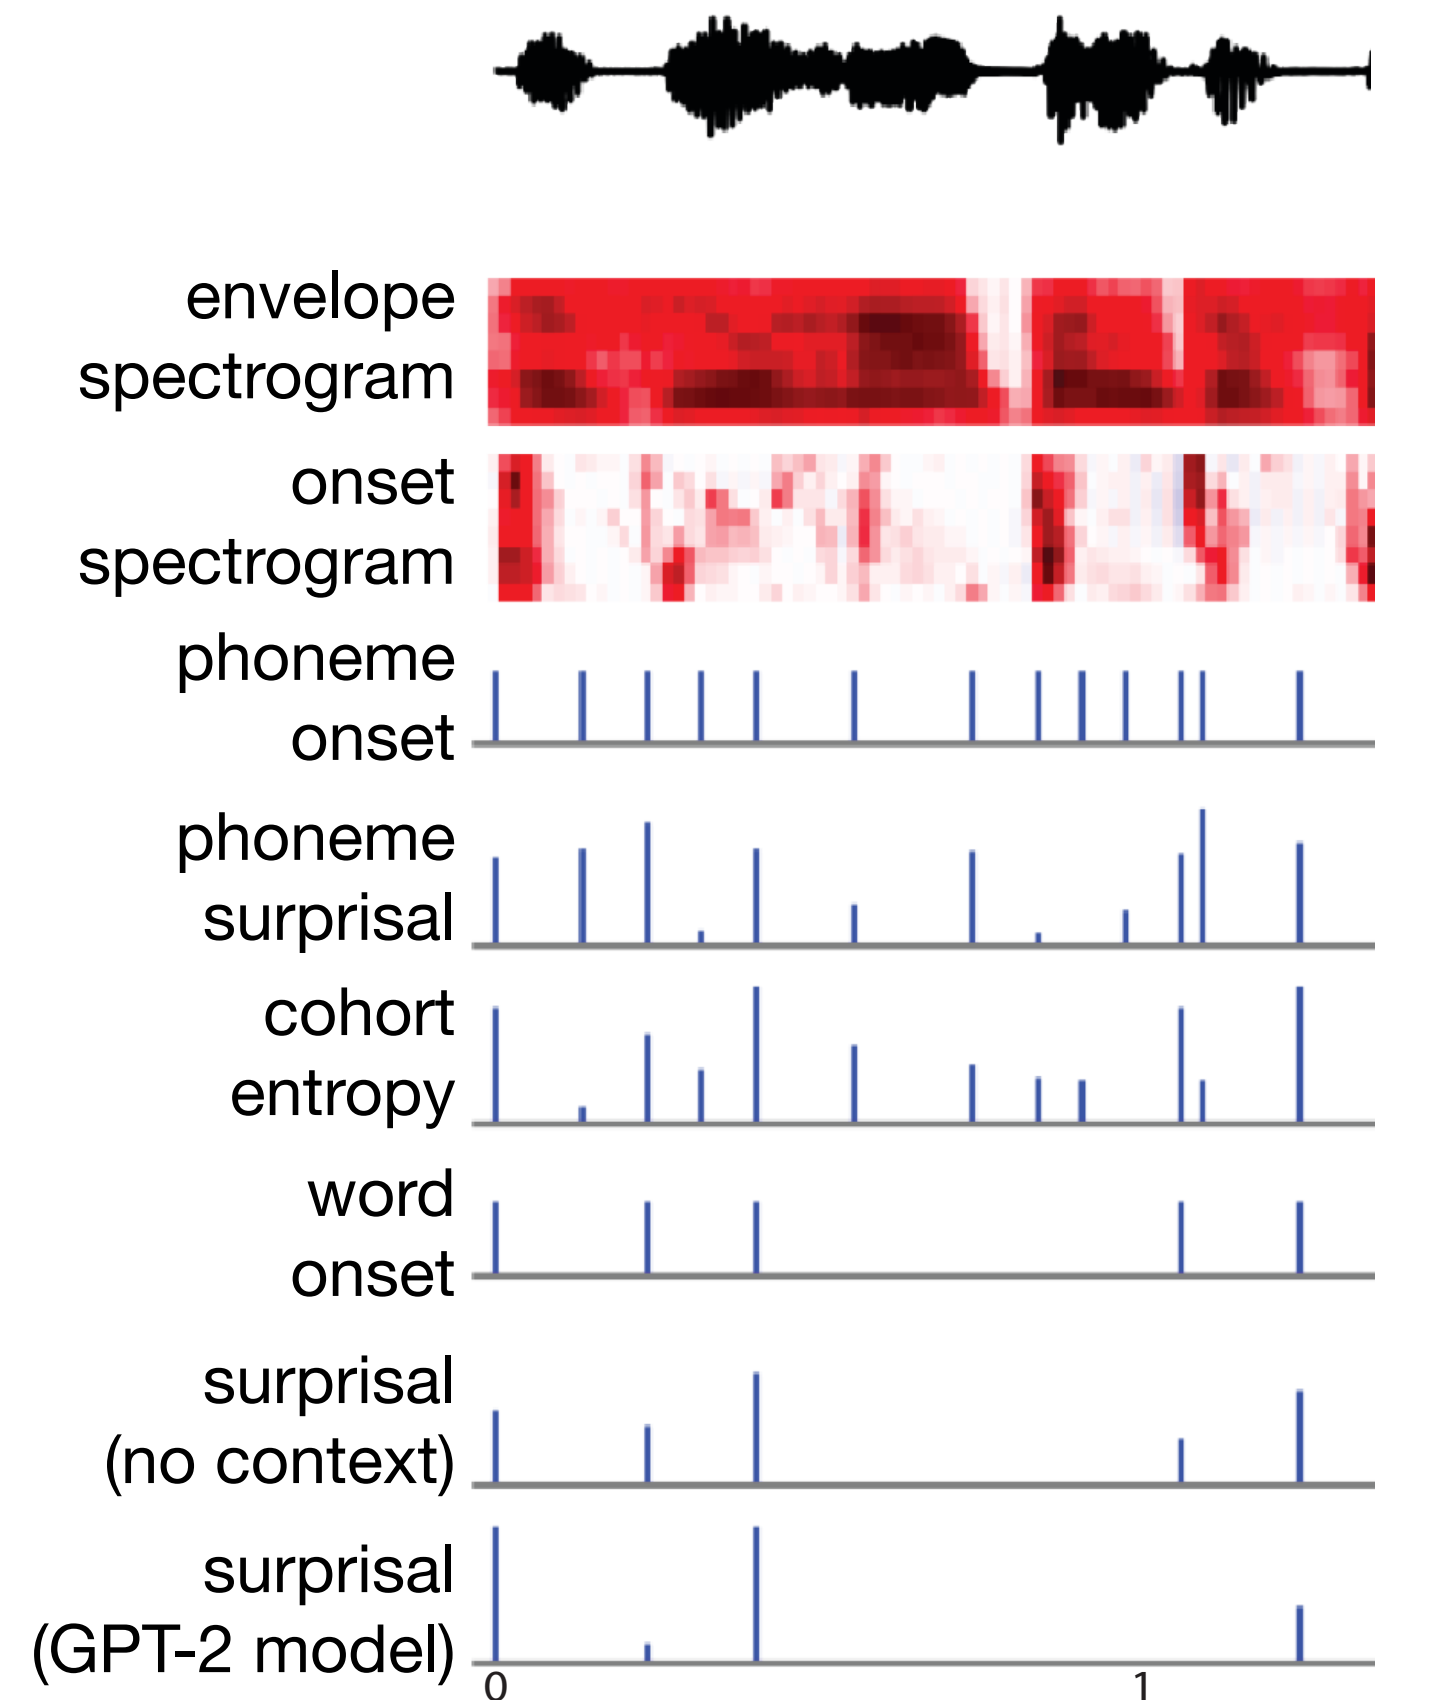 envelope
spectrogram
onset
spectrogram
phoneme
onset
phoneme
surprisal
cohort
entropy
word
onset
surprisal
(no context)
surprisal
(GPT-2 model)
0 1